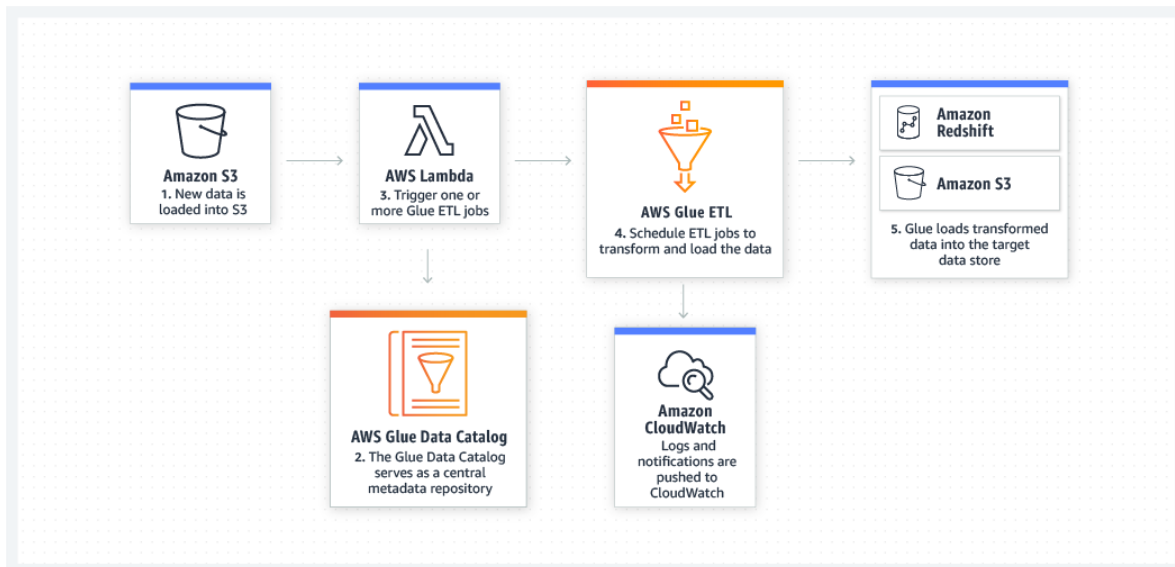 Amazon S3
1. New data is
loaded into S3
AWS Lambda
3. Trigger one or
more Glue ETL jobs
AWS Glue ETL
4. Schedule ETL jobs to
transform and load the data
Amazon
Redshift
Amazon S3
5. Glue loads transformed
data into the target
data store
AWS Glue Data Catalog
2. The Glue Data Catalog
serves as a central
metadata repository
Amazon
CloudWatch
Logs and
notifications are
pushed to
CloudWatch